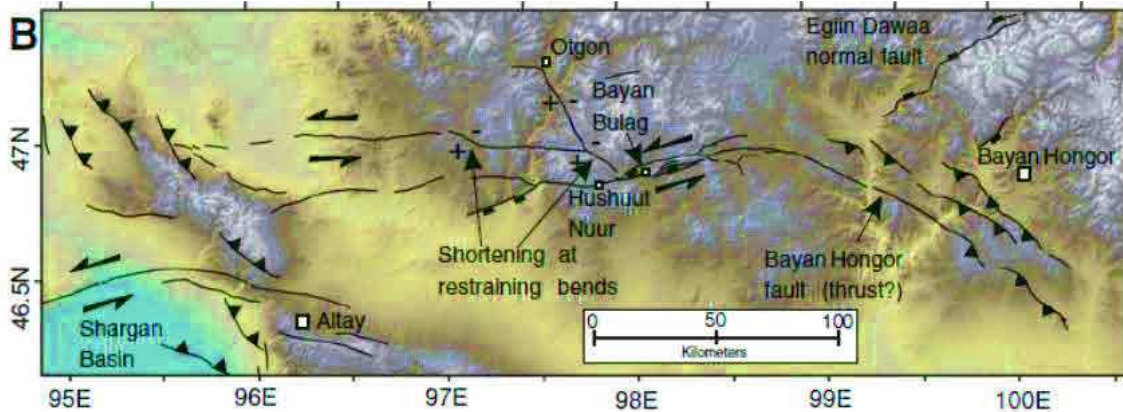 B
Otgon
Egiin Dawaa
normal fault
Bayan
Bulag
47N
Bayan Hongor
Hushuut
Nuur
Shortening at
restraining bends
Bayan Hongor
fault (thrust?)
46.5N
Shargan
Basin
Altay
0 50 100
Kilometers
95E 96E 97E 98E 99E 100E